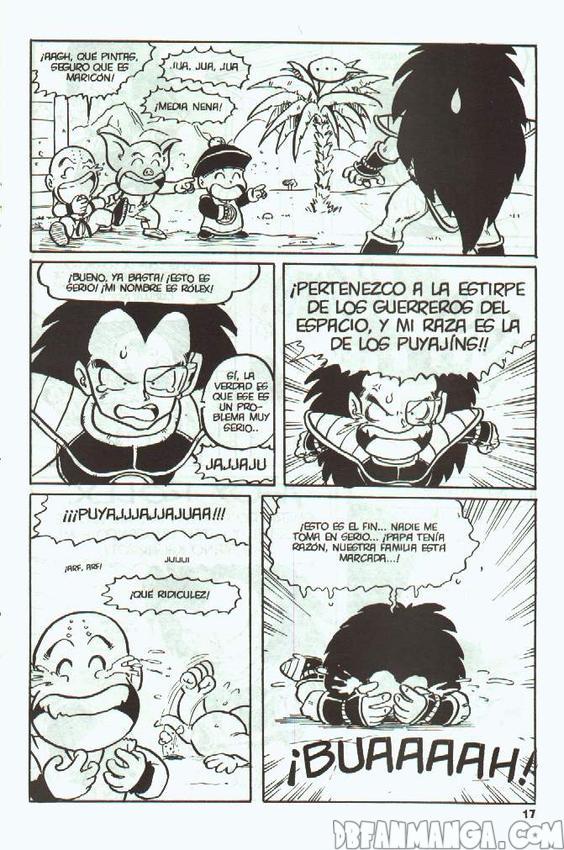 ¡AAGH, QUE PINTAS,
SEGURO QUE ES
MARICÓN!
JUA, JUA, JUA
¡MEDIA NENA!
...
¡BUENO, YA BASTA! ¡ESTO ES
SERIO! ¡MI NOMBRE ES RÓLEX!
SÍ, LA
VERDAD ES
QUE ESE ES
UN PRO-
BLEMA MUY
SERIO..
JAJJAJU
¡PERTENEZCO A LA ESTIRPE
DE LOS GUERREROS DEL
ESPACIO, Y MI RAZA ES LA
DE LOS PUYAJÍNS!!
¡¡¡PUYAJJJAJJAJUAA!!!
¡ARF, ARF!
JUJUJI
¡QUÉ RIDICULEZ!
¡ESTO ES EL FIN... NADIE ME
TOMA EN SERIO... ¡PAPÁ TENÍA
RAZÓN, NUESTRA FAMILIA ESTÁ
MARCADA...!
¡BUAAAAAH!
17
DBFANMANGA.COM